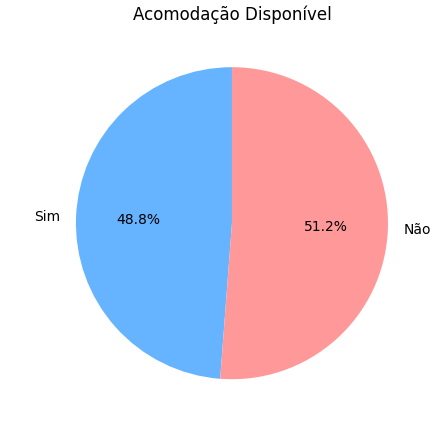 Acomodação Disponível
Sim
48.8%
51.2%
Não